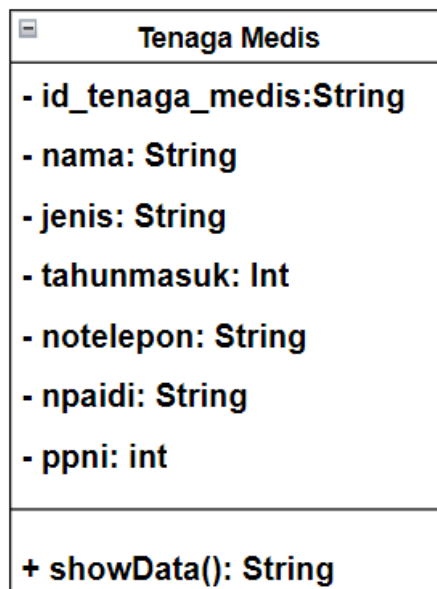 Tenaga Medis
- id_tenaga_medis:String
- nama: String
- jenis: String
- tahunmasuk: Int
- notelepon: String
- npaidi: String
- ppni: int
+ showData(): String